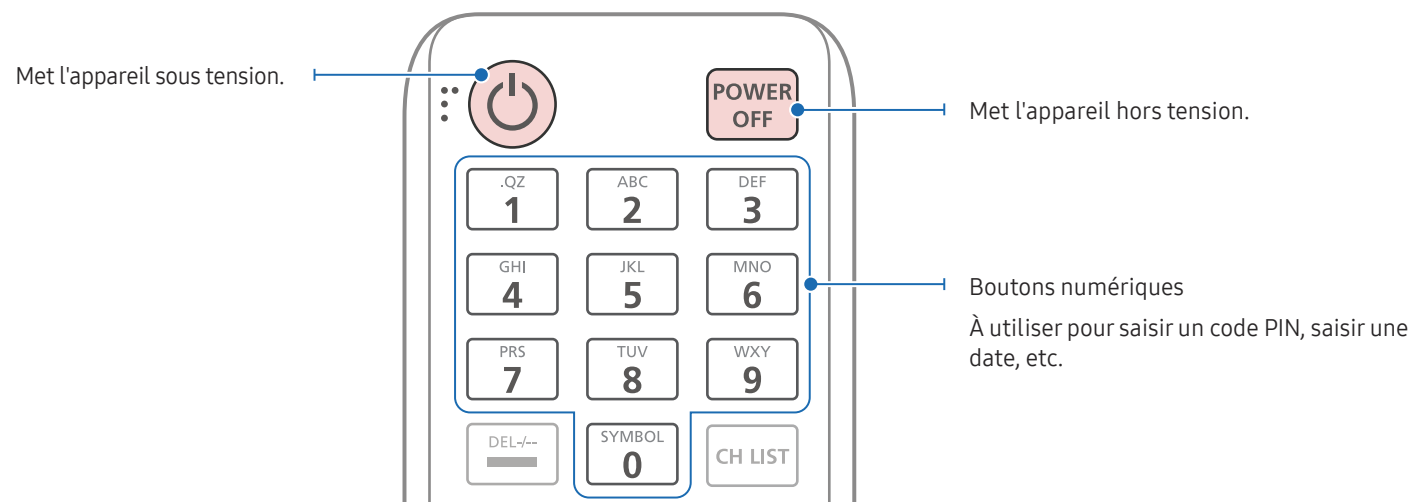 Met l'appareil sous tension.
POWER
OFF
Met l'appareil hors tension.
.QZ
ABC
DEF
1
2
3
GHI
JKL
MNO
4
5
6
Boutons numériques
À utiliser pour saisir un code PIN, saisir une
date, etc.
PRS
TUV
WXY
7
8
9
DEL-/--
SYMBOL
0
CH LIST